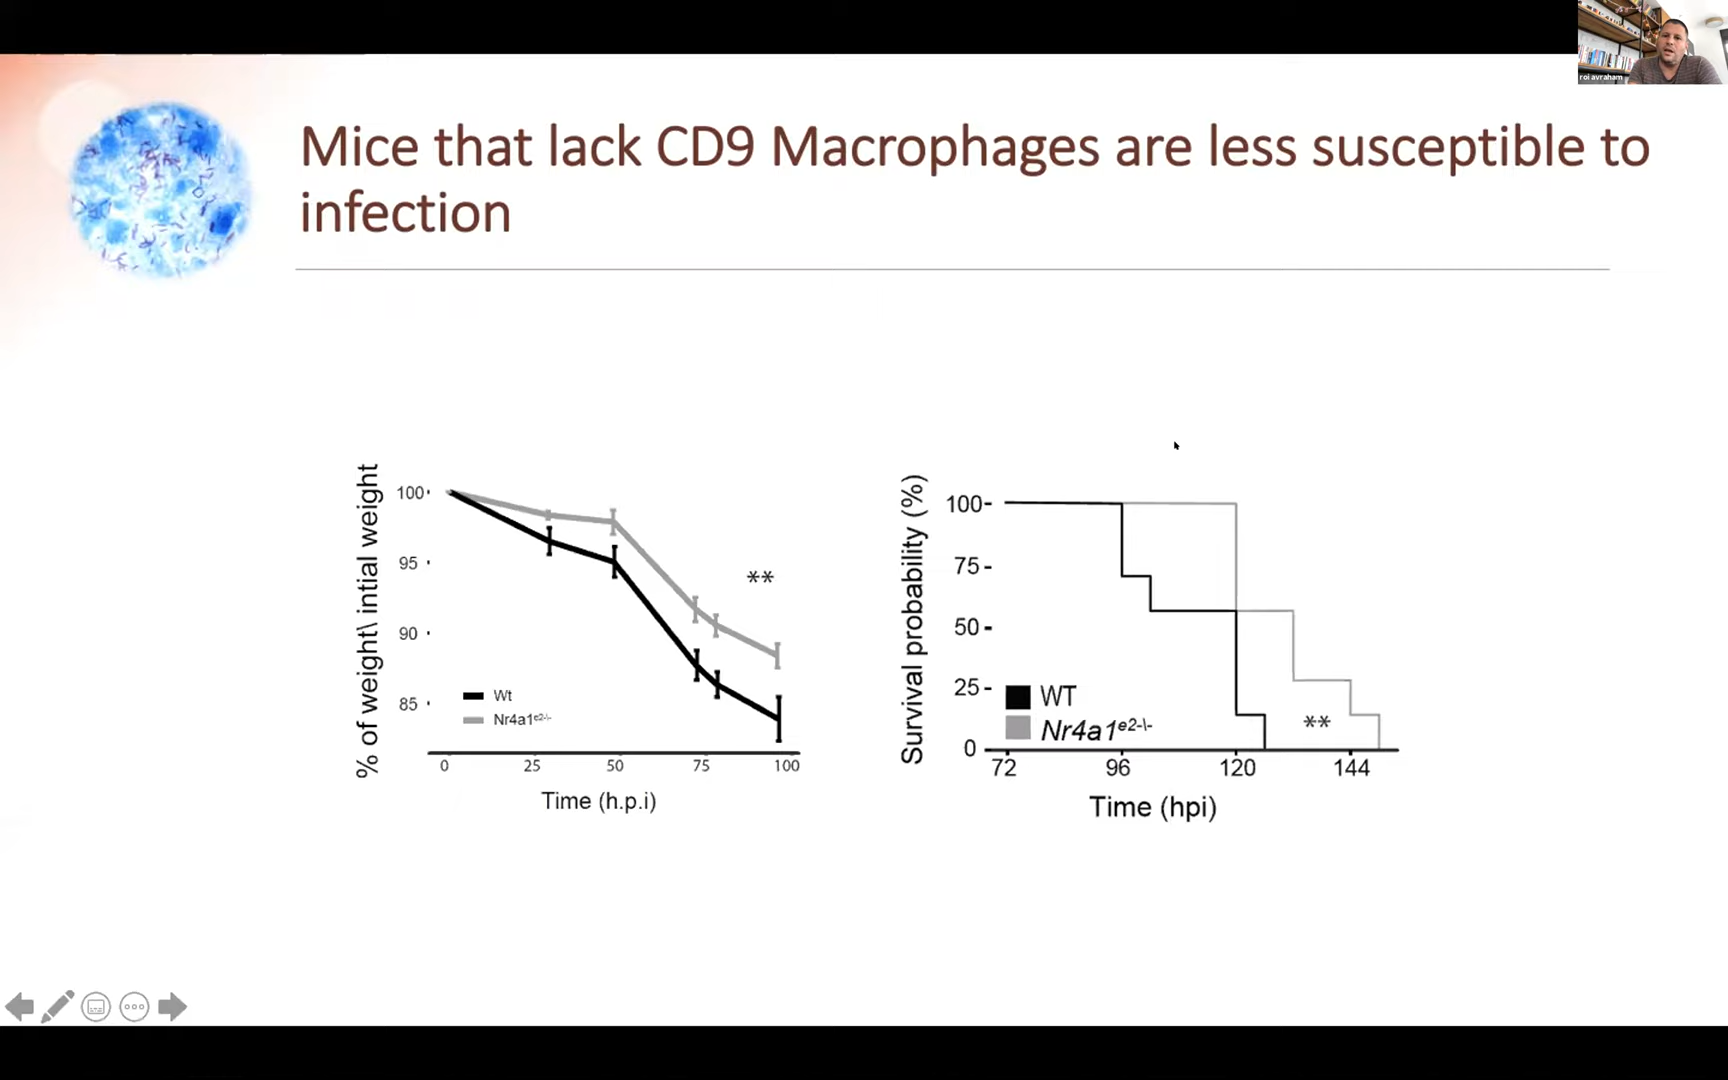 roi avraham
Mice that lack CD9 Macrophages are less susceptible to
infection
% of weight\ intial weight
100
95
90
85
Wt
Nr4a1e2-\-
**
0 25 50 75 100
Time (h.p.i)
Survival probability (%)
100-
75-
50-
25-
0
WT
Nr4a1e2-\-
**
72 96 120 144
Time (hpi)